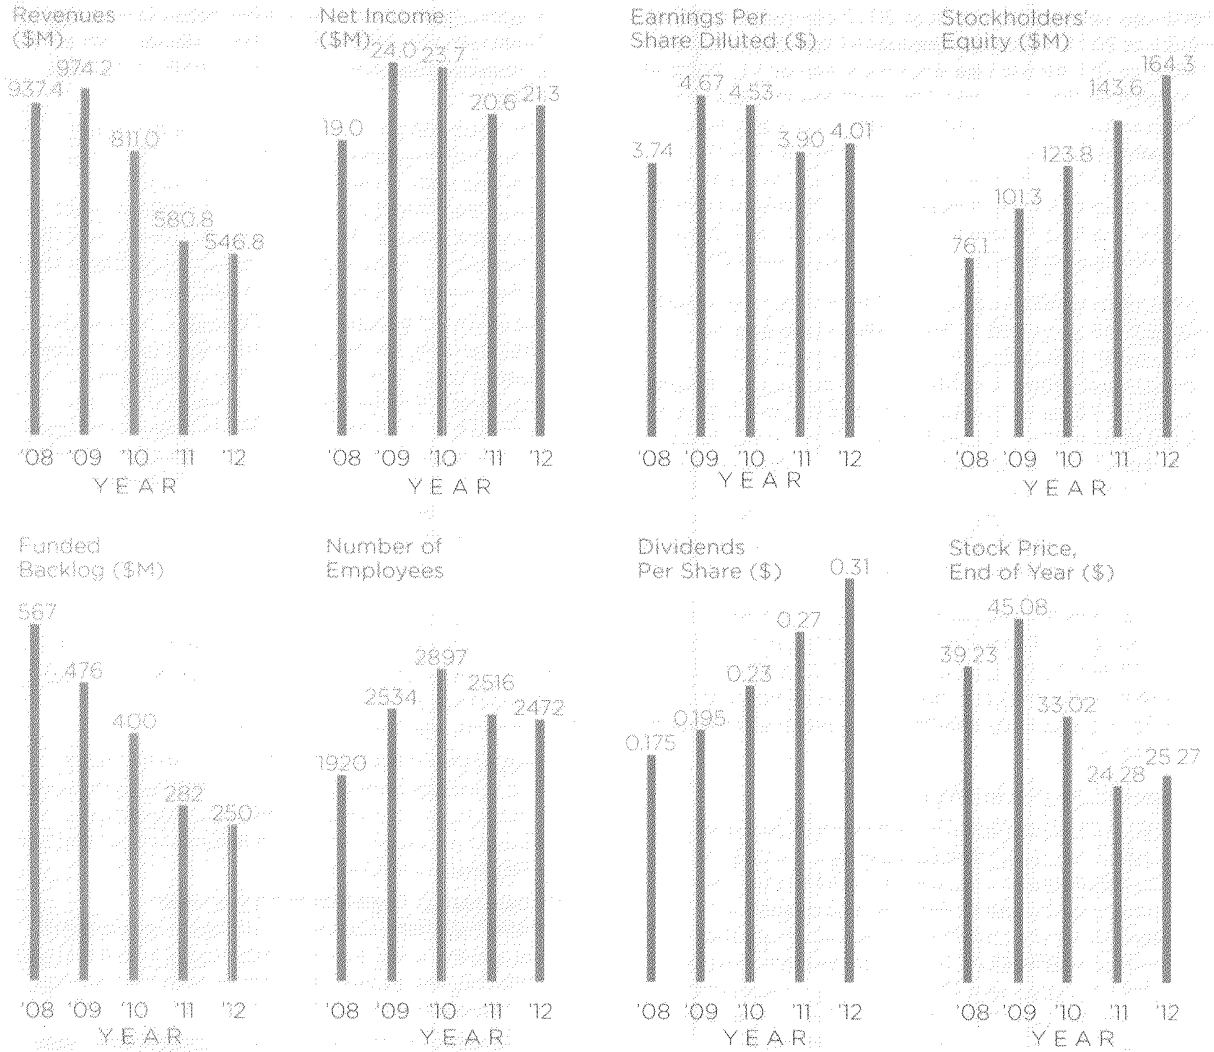 Revenues
($M)
937.4
974.2
811.0
580.8
546.8
'08 '09 '10 '11 '12
YEAR
Net Income
($M)
19.0
24.0
23.7
20.6
21.3
'08 '09 '10 '11 '12
YEAR
Earnings Per
Share Diluted ($)
3.74
4.67
4.53
3.90
4.01
'08 '09 '10 '11 '12
YEAR
Stockholders'
Equity ($M)
76.1
101.3
123.8
143.6
164.3
'08 '09 '10 '11 '12
YEAR
Funded
Backlog ($M)
567
476
400
282
250
'08 '09 '10 '11 '12
YEAR
Number of
Employees
1920
2534
2897
2516
2472
'08 '09 '10 '11 '12
YEAR
Dividends
Per Share ($)
0.175
0.195
0.23
0.27
0.31
'08 '09 '10 '11 '12
YEAR
Stock Price,
End of Year ($)
39.23
45.08
33.02
24.28
25.27
'08 '09 '10 '11 '12
YEAR